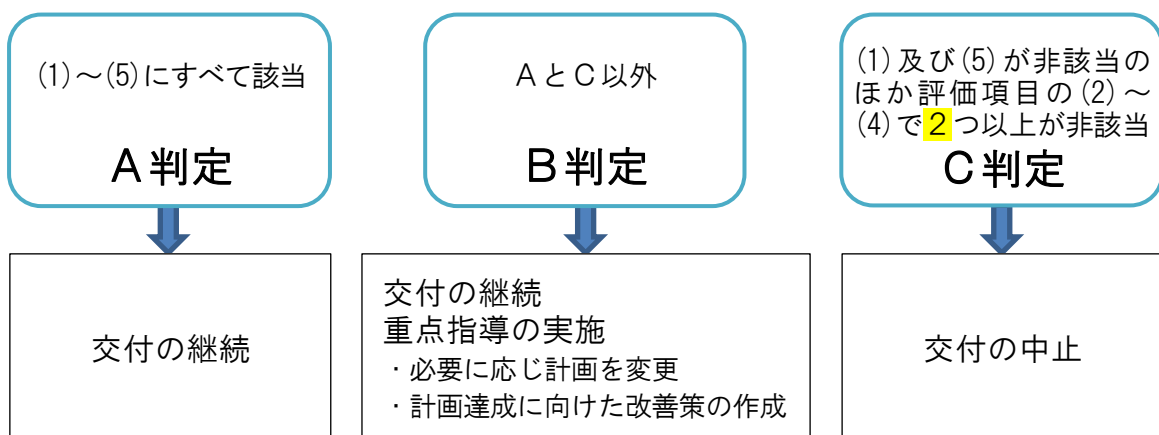 (1)～(5)にすべて該当
A判定
AとC以外
B判定
(1)及び(5)が非該当の
ほか評価項目の(2)～
(4)で2つ以上が非該当
C判定
交付の継続
交付の継続
重点指導の実施
・必要に応じ計画を変更
・計画達成に向けた改善策の作成
交付の中止